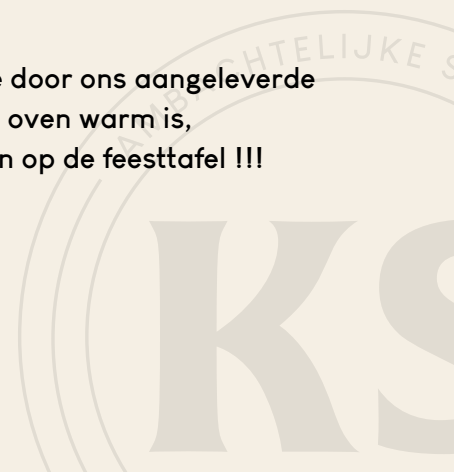 door ons aangeleverde
oven warm is,
op de feesttafel !!!
AMBACHTELIJKE
KS